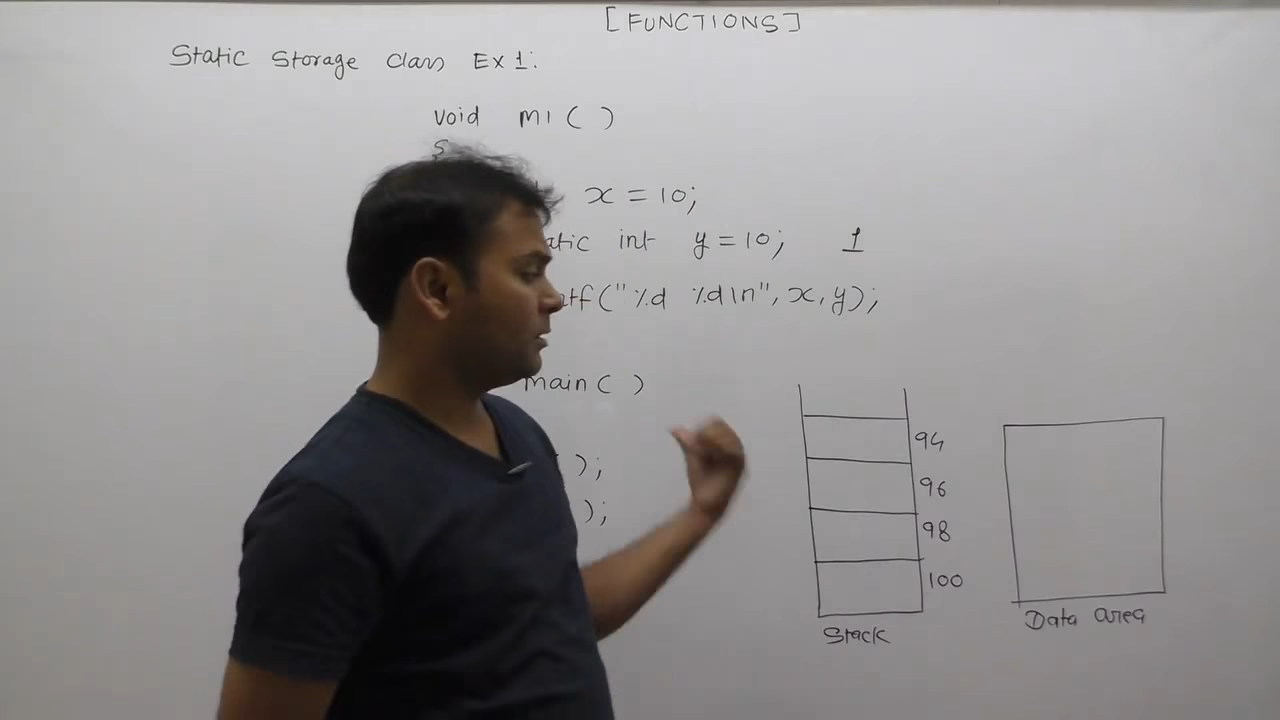 [FUNCTIONS]
Static Storage Class Ex 1:
void m1( )
{
x = 10;
atic int y = 10; 1
ntf("%d %d\n", x, y);
main( )
);
);
94
96
98
100
Stack
Data area